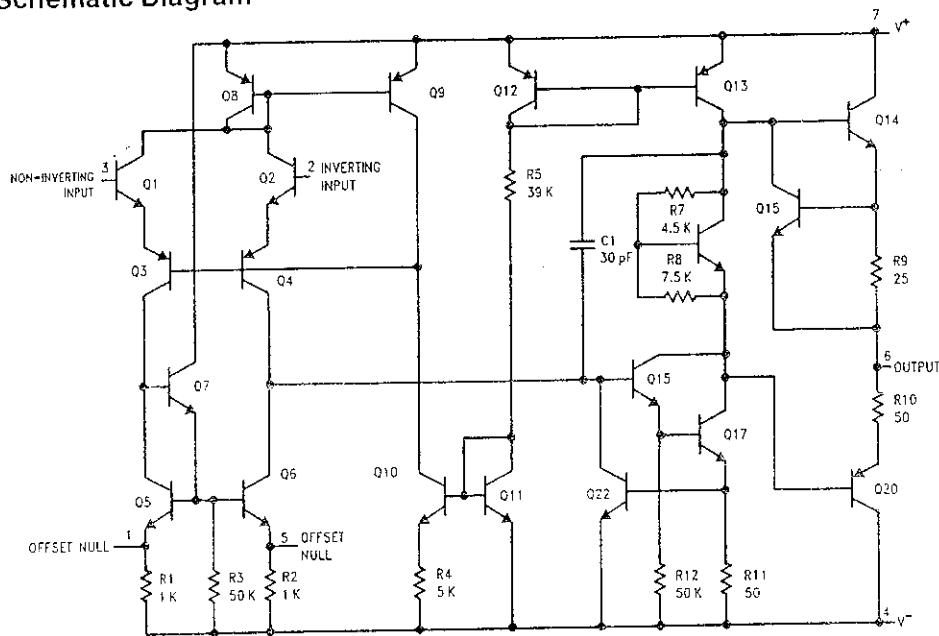 Schematic Diagram
7 V+
Q8
Q9
Q12
Q13
Q14
3
NON-INVERTING
INPUT
Q1
Q2
2 INVERTING
INPUT
R5
39 K
R7
4.5 K
Q15
Q3
Q4
C1
30 pF
R8
7.5 K
R9
25
Q7
Q15
6
OUTPUT
R10
50
Q5
Q6
Q10
Q11
Q22
Q17
Q20
1
OFFSET NULL
5 OFFSET
NULL
R1
1 K
R3
50 K
R2
1 K
R4
5 K
R12
50 K
R11
50
4
V-